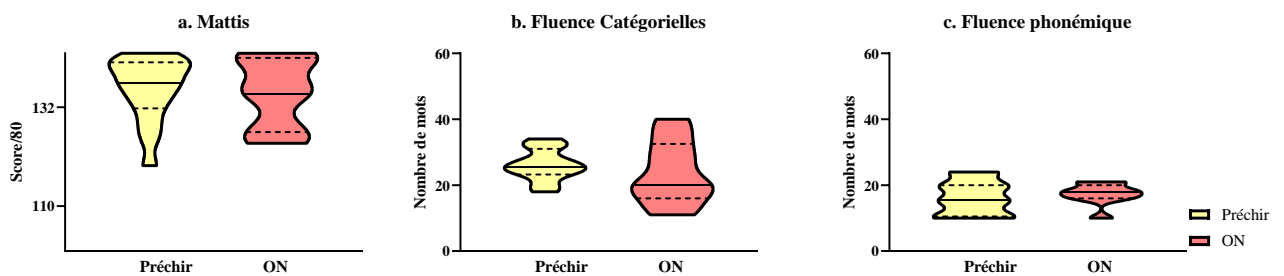 a. Mattis
Score/80
132
110
Préchir
ON
b. Fluence Catégorielles
Nombre de mots
60
40
20
0
Préchir
ON
c. Fluence phonémique
Nombre de mots
60
40
20
0
Préchir
ON
Préchir
ON